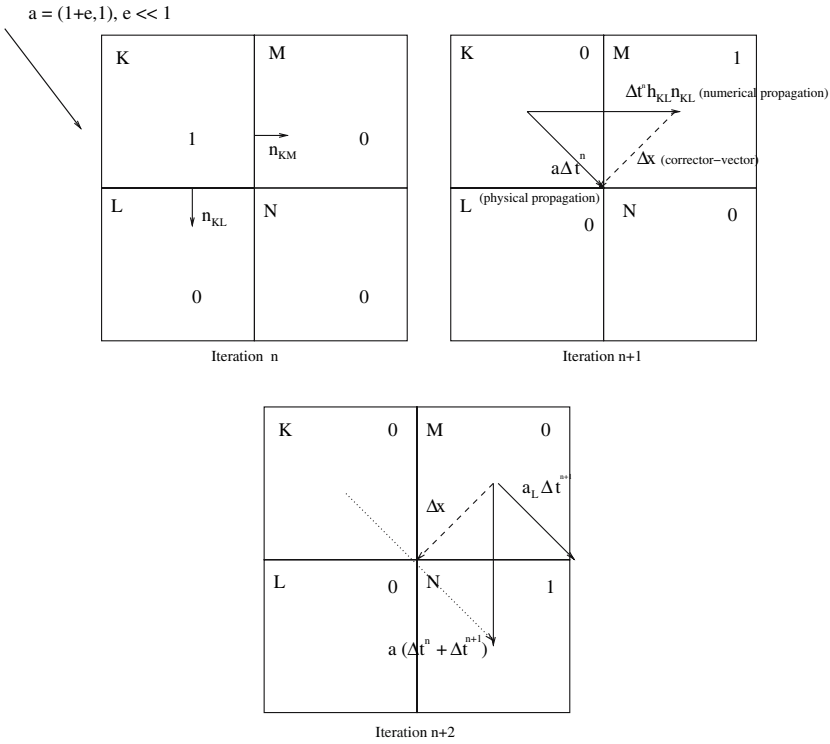 a = (1+e,1), e << 1
K
M
1
n_KM
0
L
n_KL
N
0
0
Iteration n
K
0
M
1
Δt^n h_KL n_KL (numerical propagation)
aΔt^n
Δx (corrector-vector)
L
(physical propagation)
0
N
0
Iteration n+1
K
0
M
0
Δx
a_L Δt^n+1
L
0
N
1
a (Δt^n + Δt^n+1)
Iteration n+2